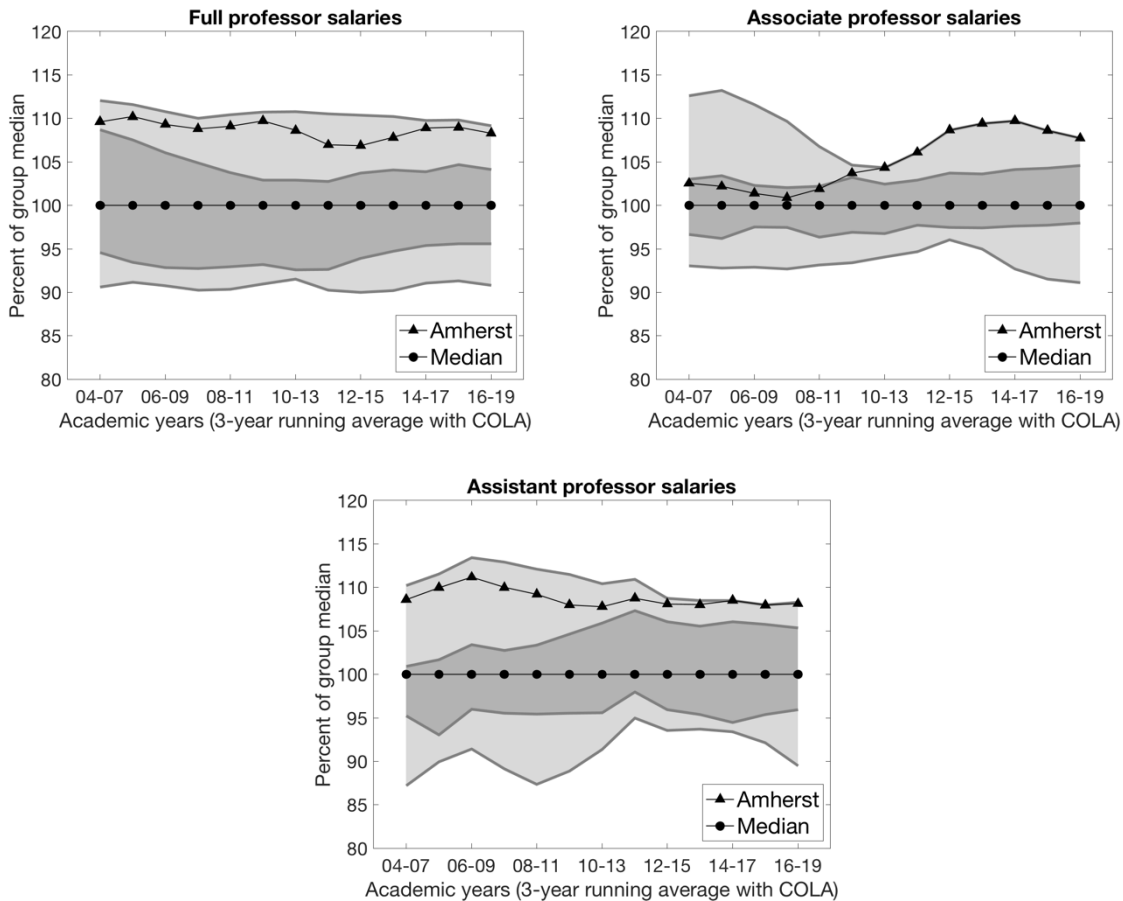 Full professor salaries
120
115
110
105
100
95
90
85
80
Percent of group median
Amherst
Median
04-07 06-09 08-11 10-13 12-15 14-17 16-19
Academic years (3-year running average with COLA)
Associate professor salaries
120
115
110
105
100
95
90
85
80
Percent of group median
Amherst
Median
04-07 06-09 08-11 10-13 12-15 14-17 16-19
Academic years (3-year running average with COLA)
Assistant professor salaries
120
115
110
105
100
95
90
85
80
Percent of group median
Amherst
Median
04-07 06-09 08-11 10-13 12-15 14-17 16-19
Academic years (3-year running average with COLA)